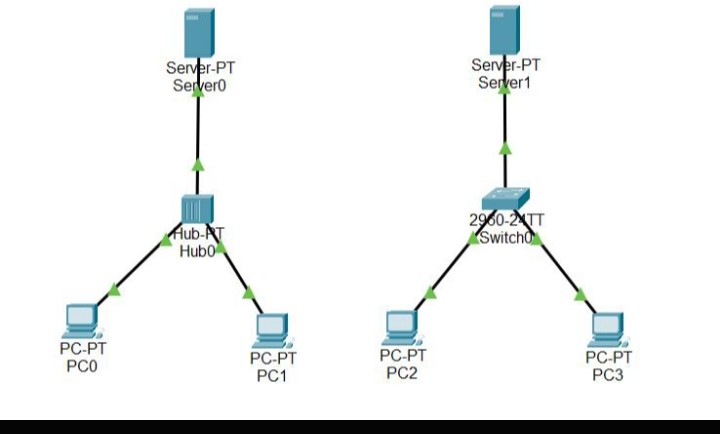 Server-PT
Server0
Server-PT
Server1
Hub-PT
Hub0
2960-24TT
Switch0
PC-PT
PC0
PC-PT
PC1
PC-PT
PC2
PC-PT
PC3